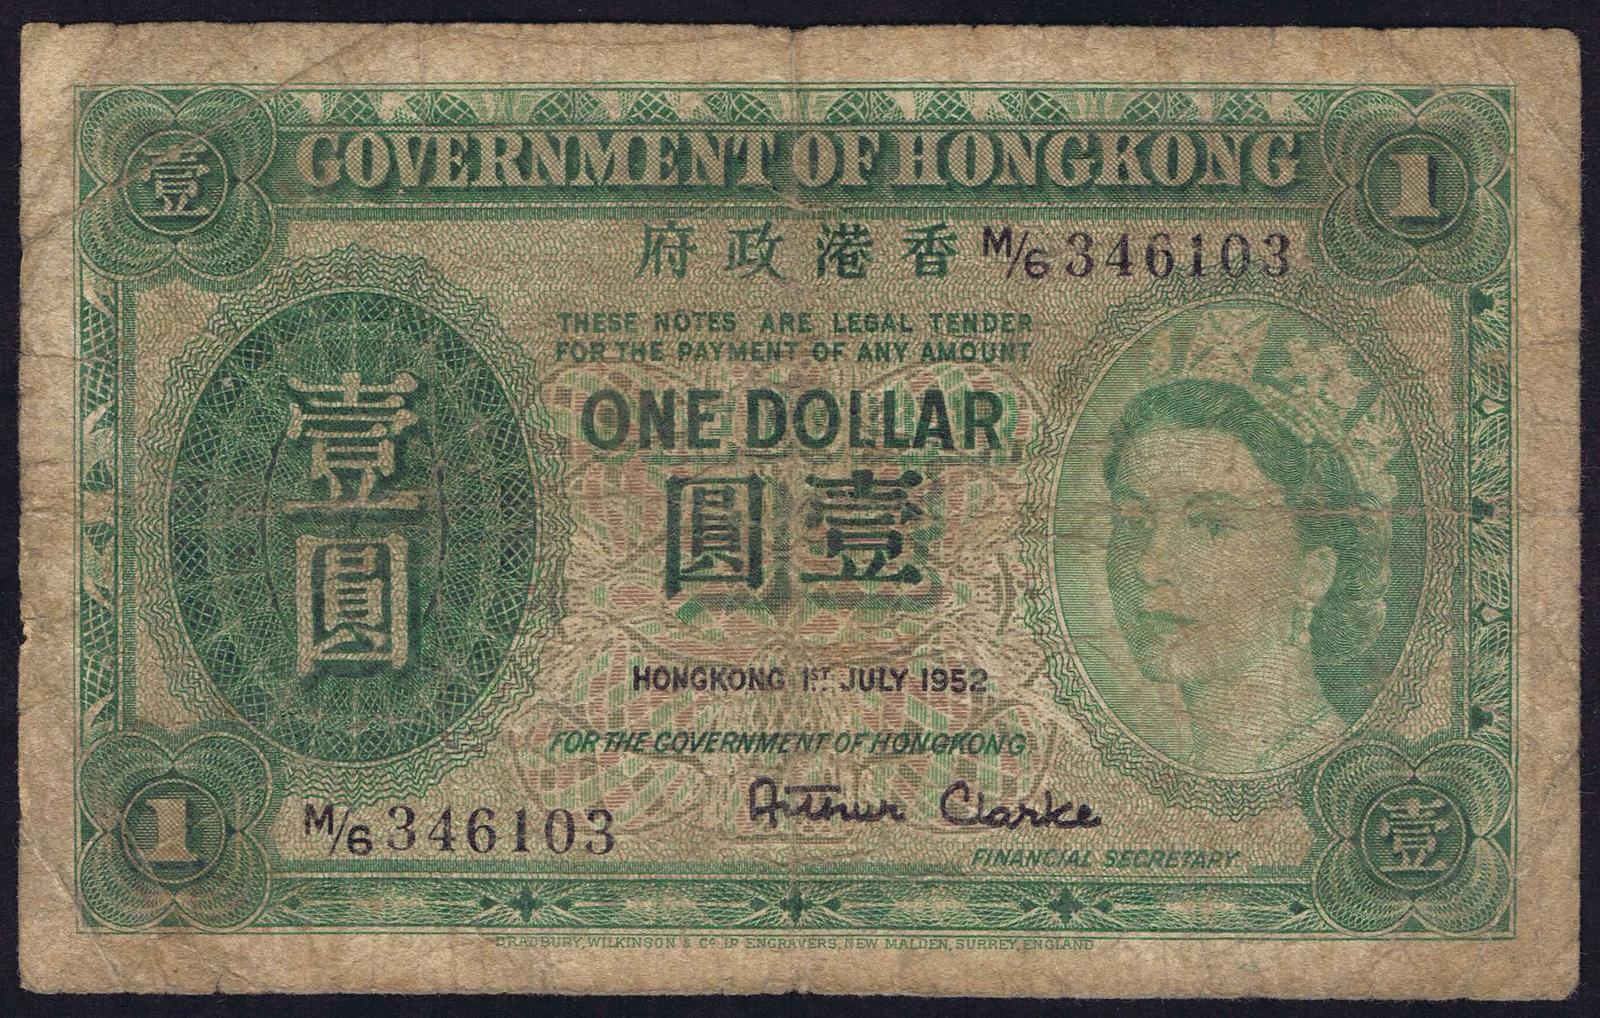 壹
GOVERNMENT OF HONGKONG
1
府政港香
M/6 346103
THESE NOTES ARE LEGAL TENDER
FOR THE PAYMENT OF ANY AMOUNT
ONE DOLLAR
圓壹
壹
圓
HONGKONG 1ST JULY 1952
FOR THE GOVERNMENT OF HONGKONG
Arthur Clarke
FINANCIAL SECRETARY
M/6 346103
1
壹
BRADBURY, WILKINSON & Co. LD ENGRAVERS, NEW MALDEN, SURREY, ENGLAND